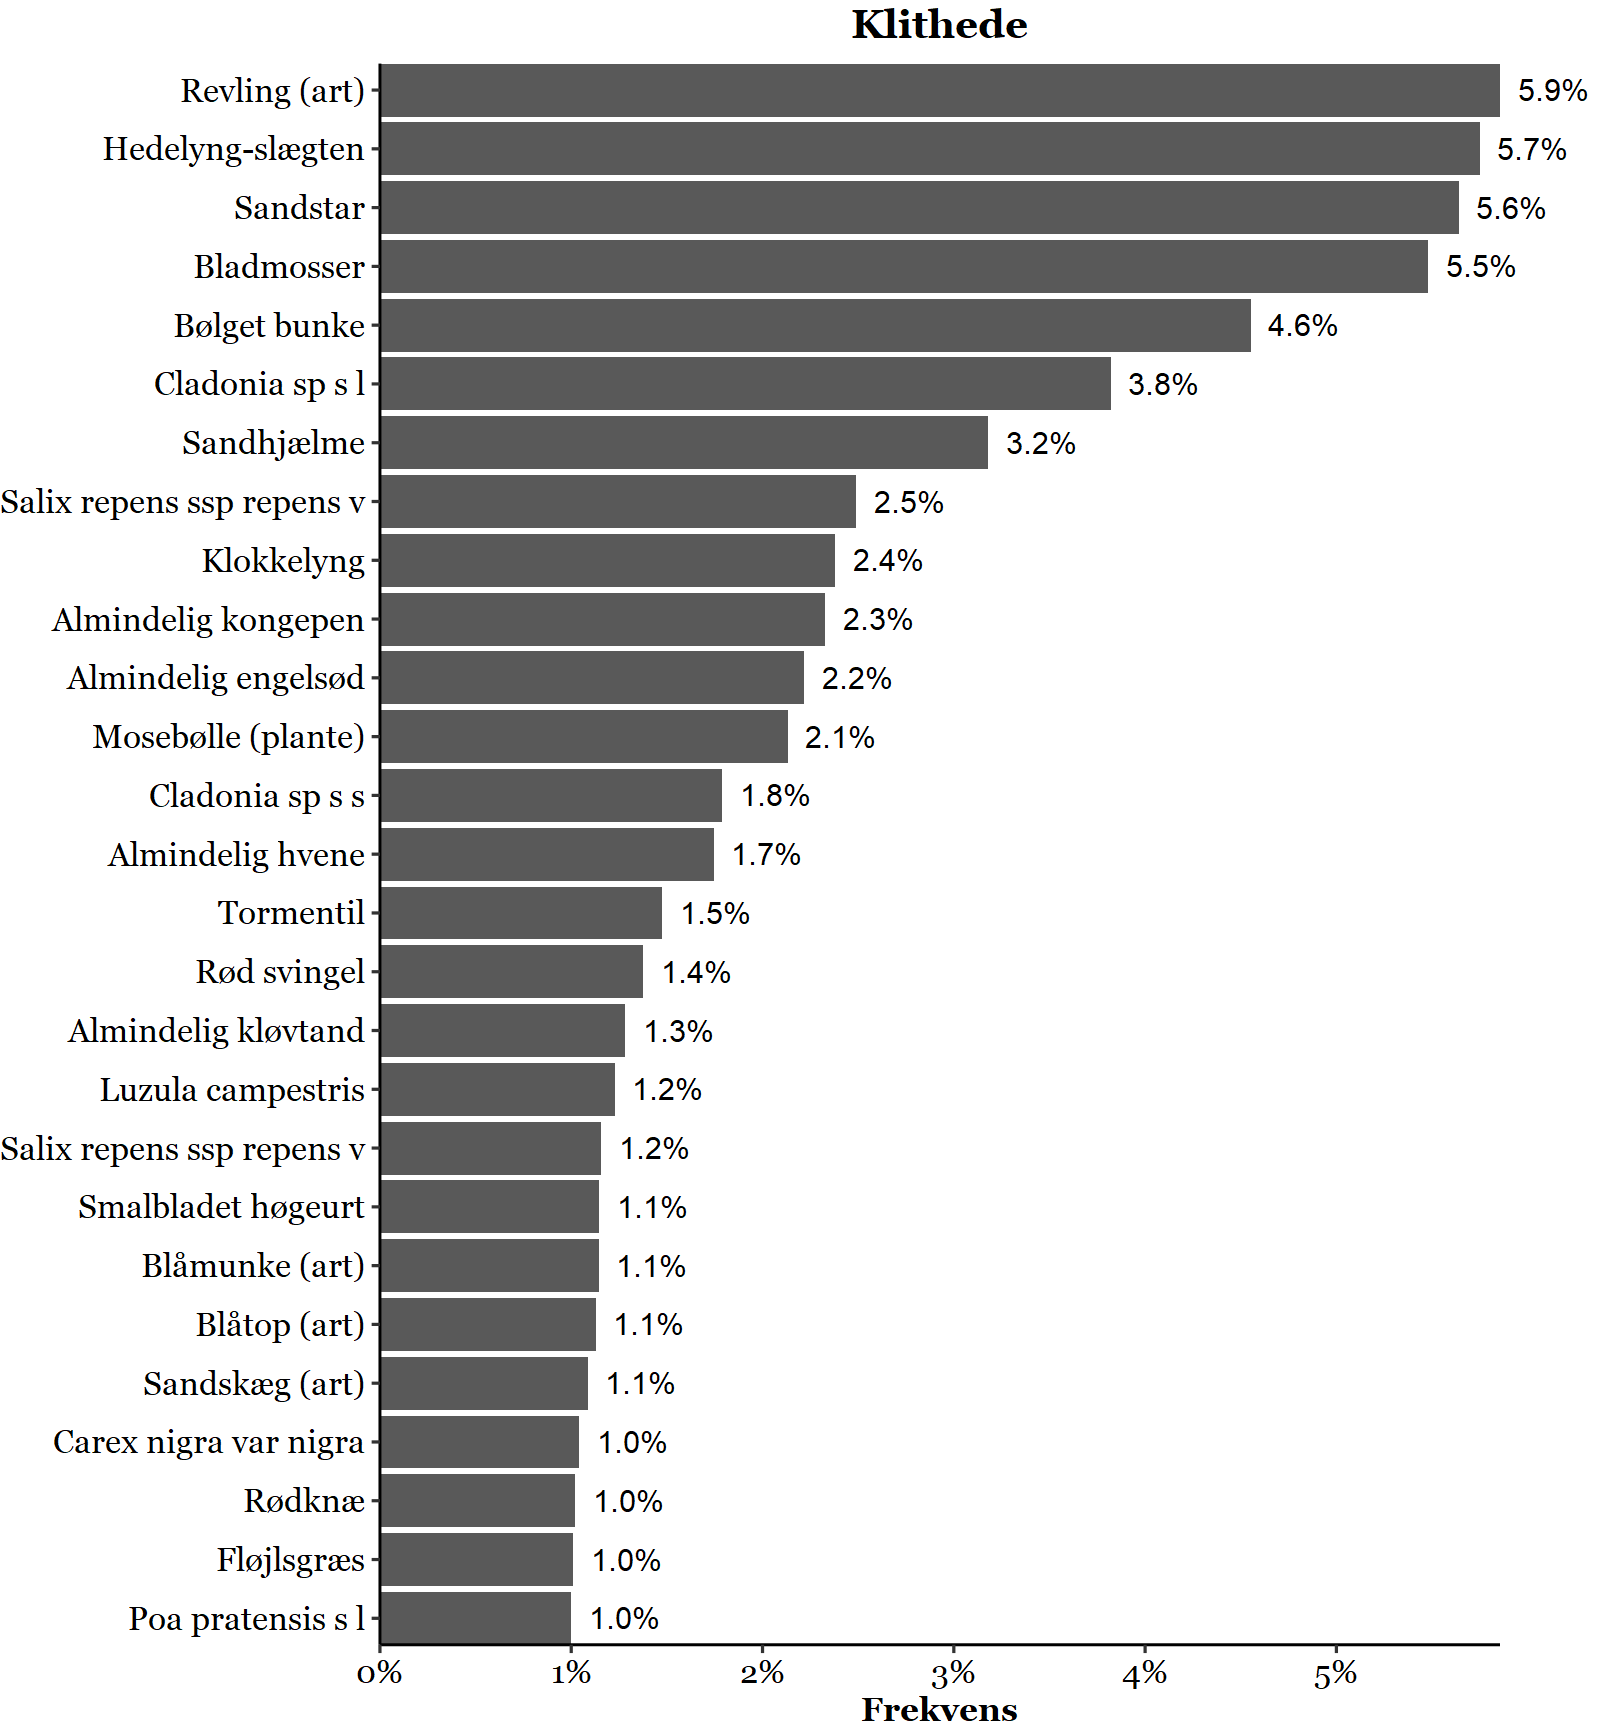 Klithede
Revling (art) 5.9%
Hedelyng-slægten 5.7%
Sandstar 5.6%
Bladmosser 5.5%
Bølget bunke 4.6%
Cladonia sp s l 3.8%
Sandhjælme 3.2%
Salix repens ssp repens v 2.5%
Klokkelyng 2.4%
Almindelig kongepen 2.3%
Almindelig engelsød 2.2%
Mosebølle (plante) 2.1%
Cladonia sp s s 1.8%
Almindelig hvene 1.7%
Tormentil 1.5%
Rød svingel 1.4%
Almindelig kløvtand 1.3%
Luzula campestris 1.2%
Salix repens ssp repens v 1.2%
Smalbladet høgeurt 1.1%
Blåmunke (art) 1.1%
Blåtop (art) 1.1%
Sandskæg (art) 1.1%
Carex nigra var nigra 1.0%
Rødknæ 1.0%
Fløjlsgræs 1.0%
Poa pratensis s l 1.0%
0% 1% 2% 3% 4% 5%
Frekvens